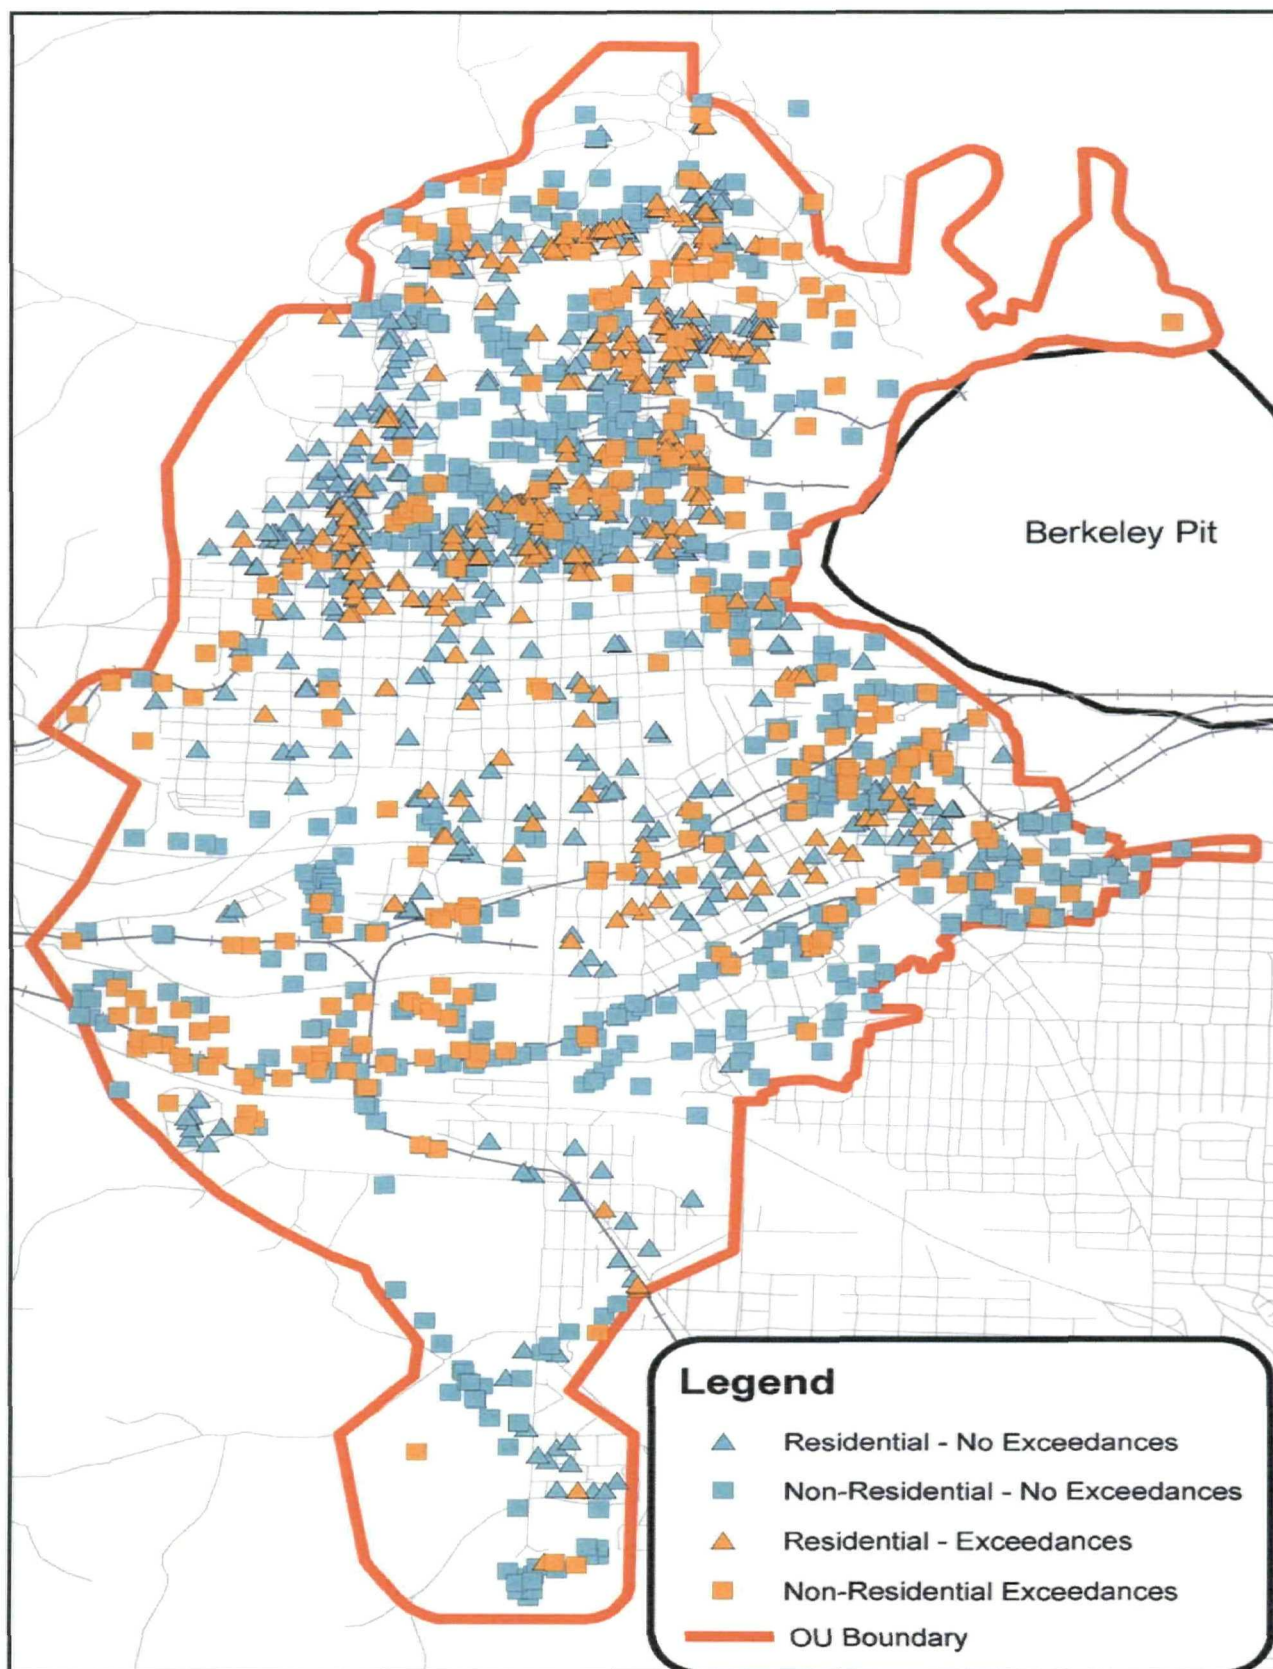 Berkeley Pit
Legend
Residential - No Exceedances
Non-Residential - No Exceedances
Residential - Exceedances
Non-Residential Exceedances
OU Boundary